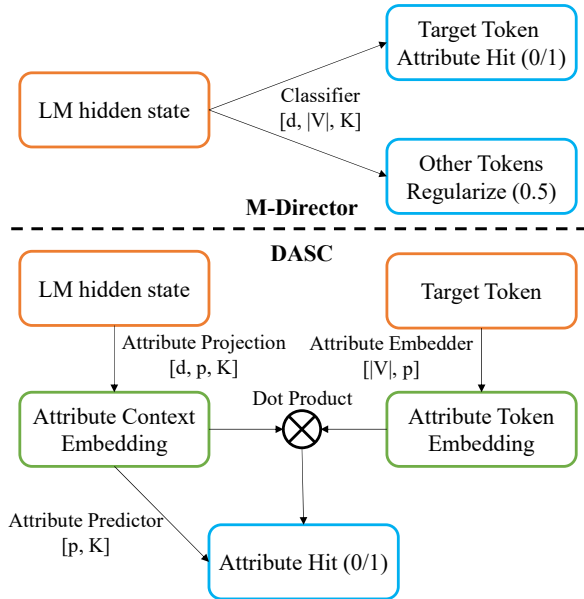 Target Token
Attribute Hit (0/1)
LM hidden state
Classifier
[d, |V|, K]
Other Tokens
Regularize (0.5)
M-Director
DASC
LM hidden state
Target Token
Attribute Projection
[d, p, K]
Attribute Embedder
[|V|, p]
Dot Product
Attribute Context
Embedding
Attribute Token
Embedding
Attribute Predictor
[p, K]
Attribute Hit (0/1)